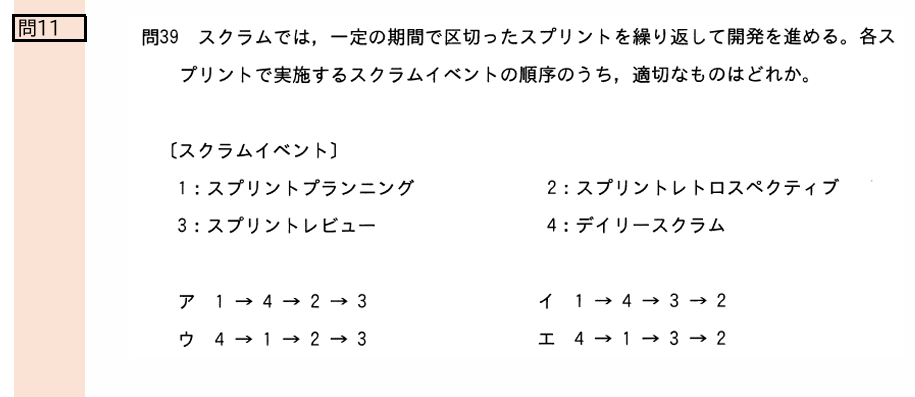 問11
問39 スクラムでは，一定の期間で区切ったスプリントを繰り返して開発を進める。各ス
プリントで実施するスクラムイベントの順序のうち，適切なものはどれか。
〔スクラムイベント〕
1：スプリントプランニング 2：スプリントレトロスペクティブ
3：スプリントレビュー 4：デイリースクラム
ア 1 → 4 → 2 → 3 イ 1 → 4 → 3 → 2
ウ 4 → 1 → 2 → 3 エ 4 → 1 → 3 → 2